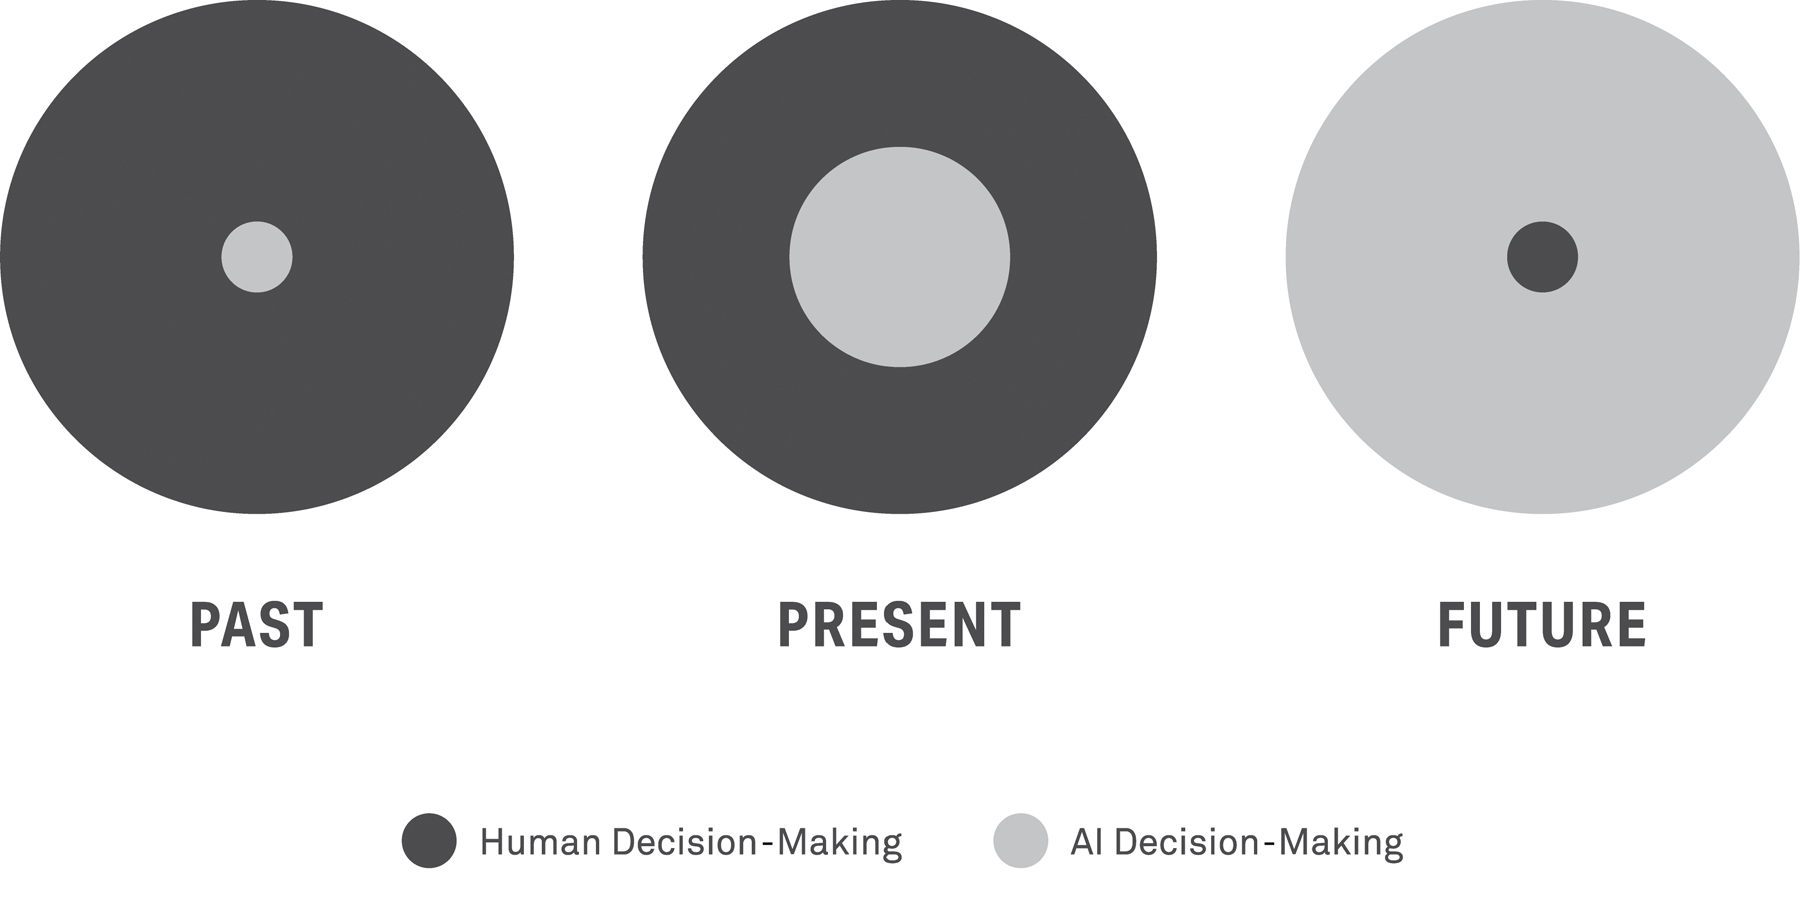 PAST
PRESENT
FUTURE
Human Decision-Making
AI Decision-Making